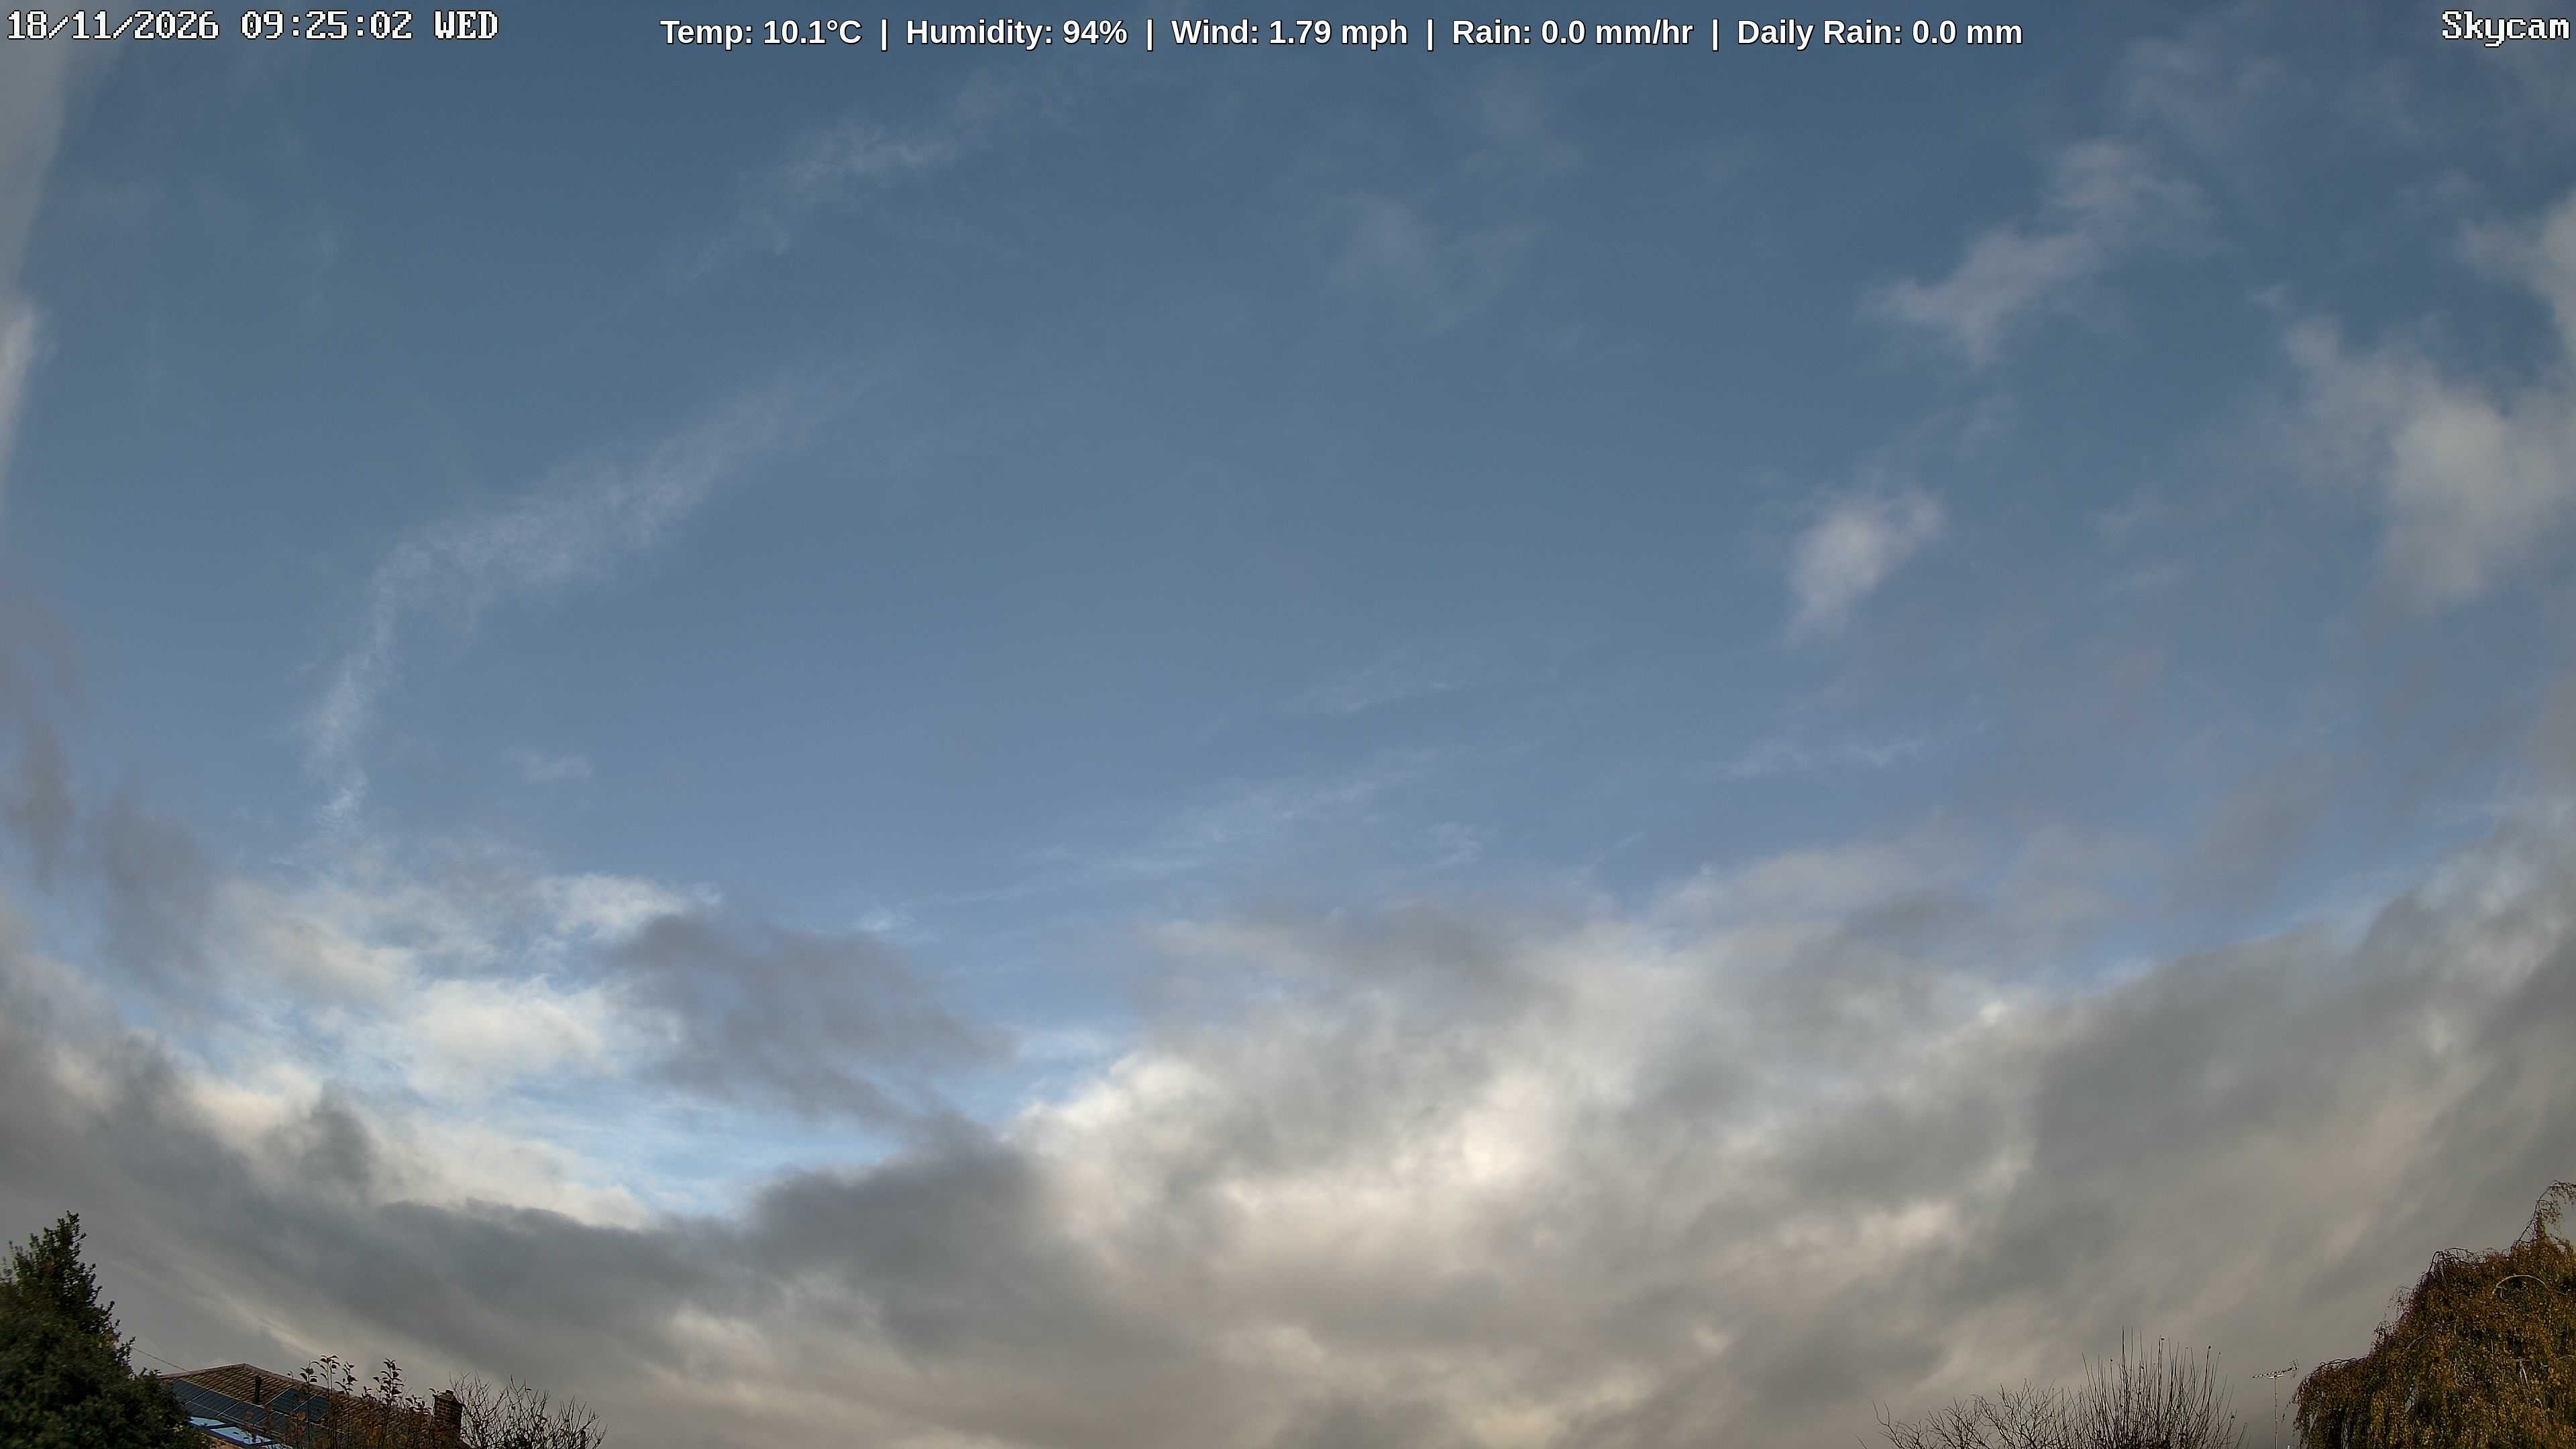 18/11/2026 09:25:02 WED
Temp: 10.1°C | Humidity: 94% | Wind: 1.79 mph | Rain: 0.0 mm/hr | Daily Rain: 0.0 mm
Skycam